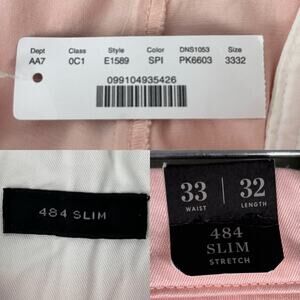 Dept Class Style Color DNS1053 Size
AA7 0C1 E1589 SPI PK6603 3332
099104935426
484 SLIM
33 32
WAIST LENGTH
484
SLIM
STRETCH